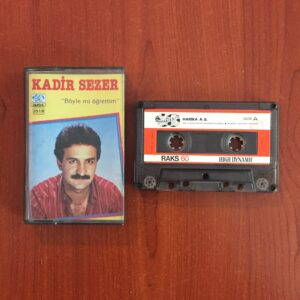 KADİR SEZER
"Böyle mi öğrettim"
HARİKA A.Ş.
SIDE A
RAKS 60
HIGH DYNAMIC